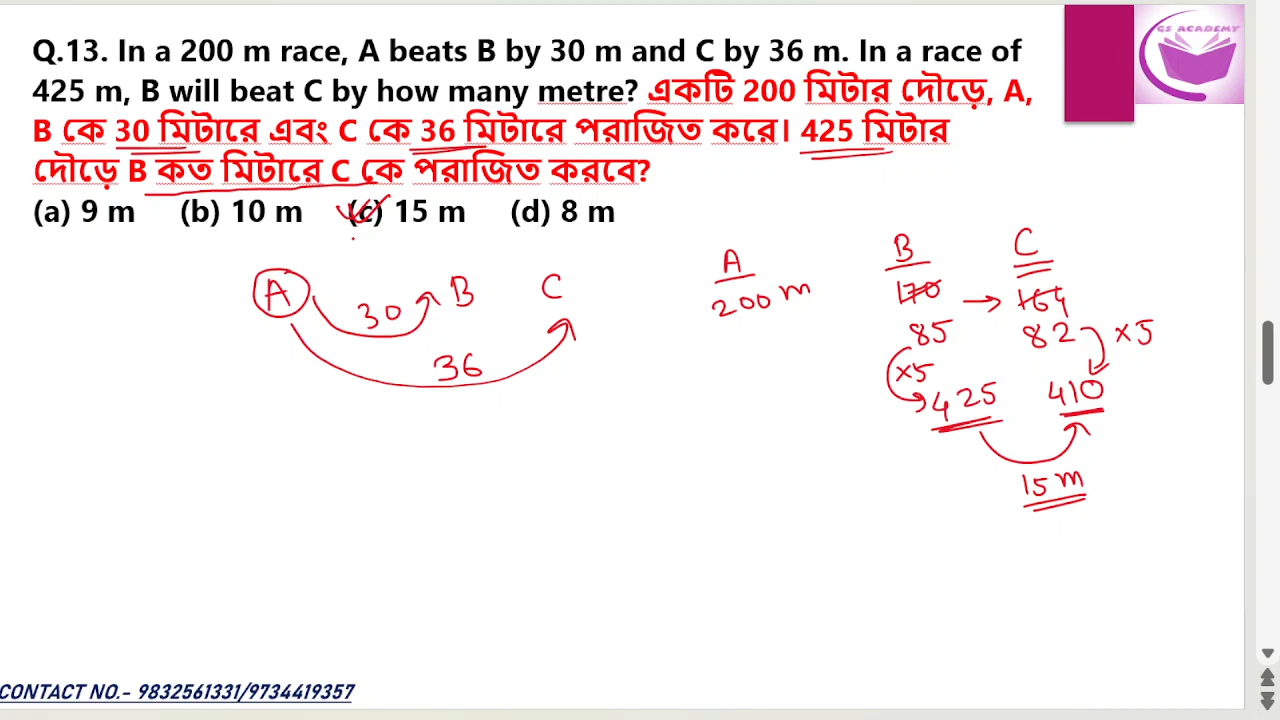 Q.13. In a 200 m race, A beats B by 30 m and C by 36 m. In a race of
425 m, B will beat C by how many metre? একটি 200 মিটার দৌড়ে, A,
B কে 30 মিটারে এবং C কে 36 মিটারে পরাজিত করে। 425 মিটার
দৌড়ে B কত মিটারে C কে পরাজিত করবে?
(a) 9 m (b) 10 m (c) 15 m (d) 8 m
GS ACADEMY
A 30 B C
36
A B C
200 m 170 → 164
85 82 ×5
×5
425 410
15 m
CONTACT NO.- 9832561331/9734419357